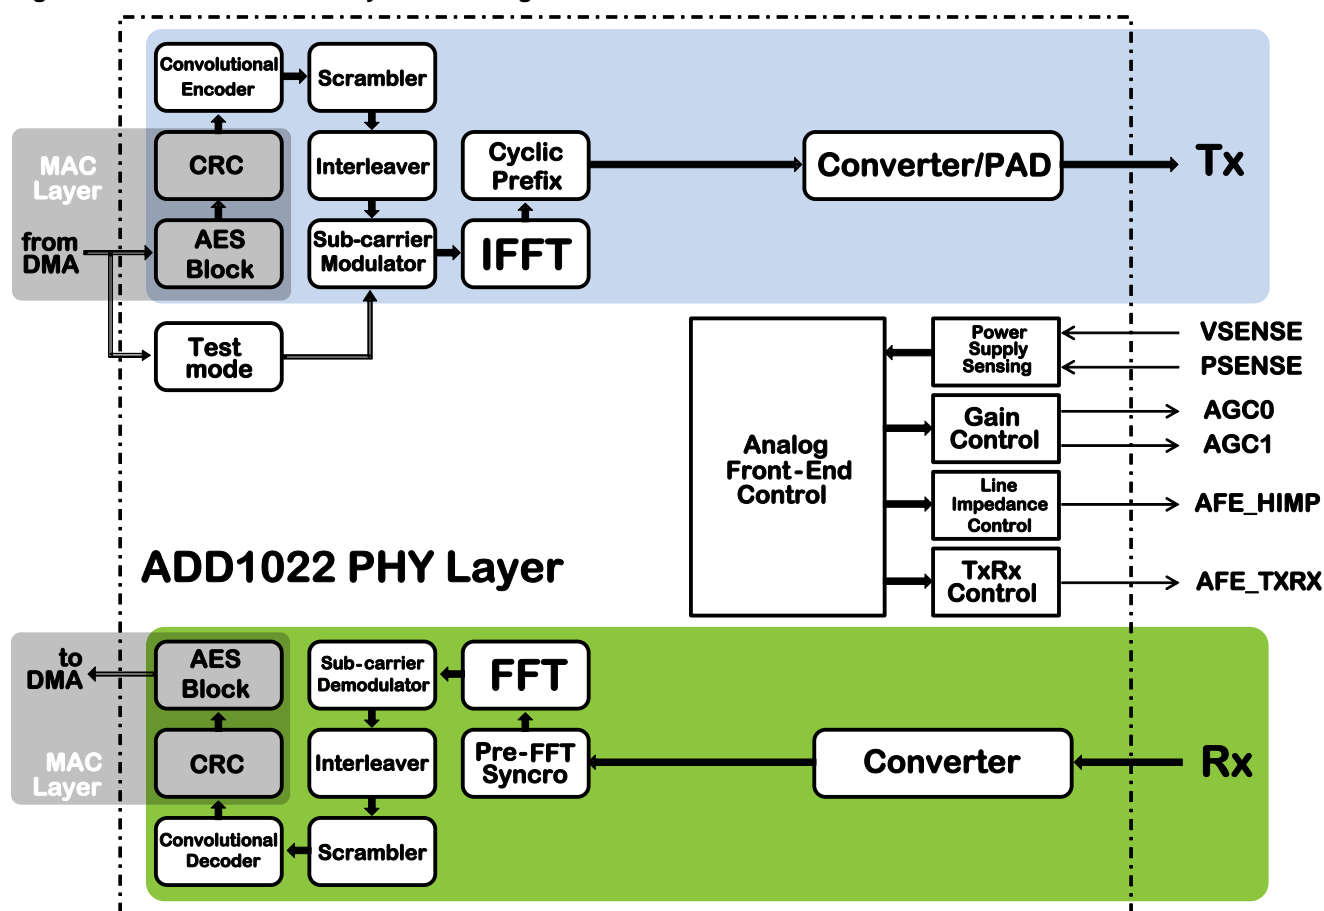 Convolutional
Encoder
Scrambler
MAC
Layer
CRC
Interleaver
Cyclic
Prefix
Converter/PAD
Tx
from
DMA
AES
Block
Sub-carrier
Modulator
IFFT
Test
mode
Analog
Front-End
Control
Power
Supply
Sensing
VSENSE
PSENSE
Gain
Control
AGC0
AGC1
Line
Impedance
Control
AFE_HIMP
TxRx
Control
AFE_TXRX
ADD1022 PHY Layer
to
DMA
AES
Block
Sub-carrier
Demodulator
FFT
MAC
Layer
CRC
Interleaver
Pre-FFT
Syncro
Converter
Rx
Convolutional
Decoder
Scrambler